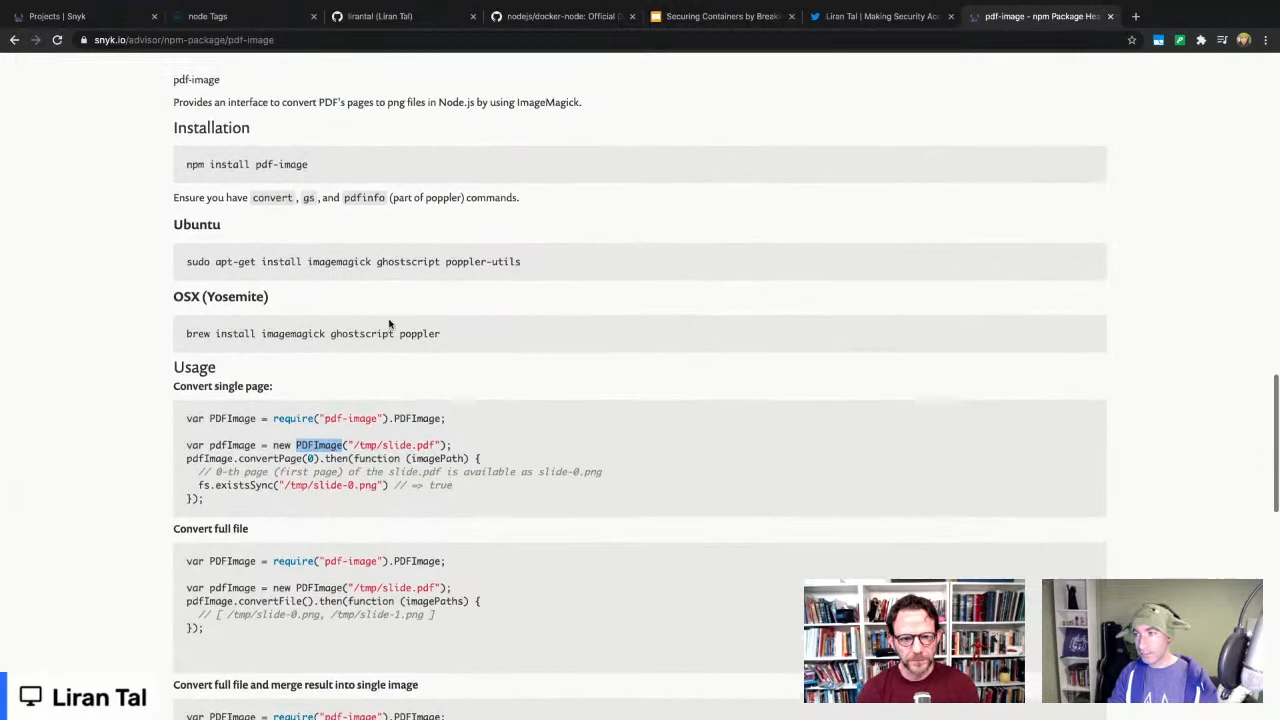 Projects | Snyk
node Tags
lirantal (Liran Tal)
nodejs/docker-node: Official D
Securing Containers by Breaki
Liran Tal | Making Security Ac
pdf-image - npm Package Hea
snyk.io/advisor/npm-package/pdf-image
pdf-image
Provides an interface to convert PDF's pages to png files in Node.js by using ImageMagick.
Installation
npm install pdf-image
Ensure you have convert , gs , and pdfinfo (part of poppler) commands.
Ubuntu
sudo apt-get install imagemagick ghostscript poppler-utils
OSX (Yosemite)
brew install imagemagick ghostscript poppler
Usage
Convert single page:
var PDFImage = require("pdf-image").PDFImage;
var pdfImage = new PDFImage("/tmp/slide.pdf");
pdfImage.convertPage(0).then(function (imagePath) {
// 0-th page (first page) of the slide.pdf is available as slide-0.png
fs.existsSync("/tmp/slide-0.png") // => true
});
Convert full file
var PDFImage = require("pdf-image").PDFImage;
var pdfImage = new PDFImage("/tmp/slide.pdf");
pdfImage.convertFile().then(function (imagePaths) {
// [ /tmp/slide-0.png, /tmp/slide-1.png ]
});
Convert full file and merge result into single image
var PDFImage = require("pdf-image").PDFImage;
Liran Tal